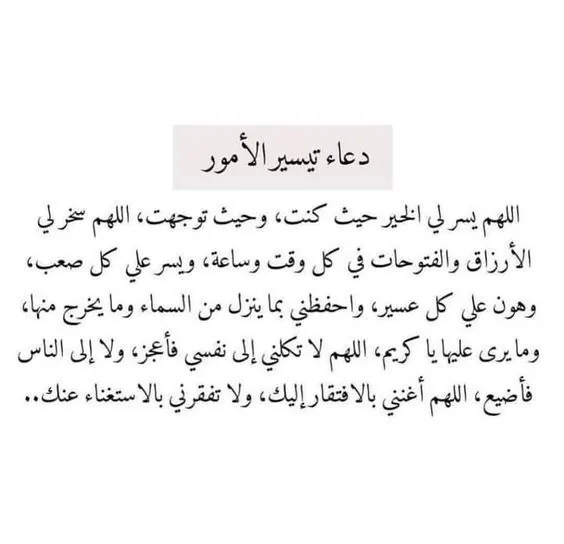 دعاء تيسير الأمور
اللهم يسر لي الخير حيث كنت، وحيث توجهت، اللهم سخر لي
الأرزاق والفتوحات في كل وقت وساعة، ويسر علي كل صعب،
وهون علي كل عسير، واحفظني بما ينزل من السماء وما يخرج منها،
وما يرى عليها يا كريم، اللهم لا تكلني إلى نفسي فأعجز، ولا إلى الناس
فأضيع، اللهم أغنني بالافتقار إليك، ولا تفقرني بالاستغناء عنك..